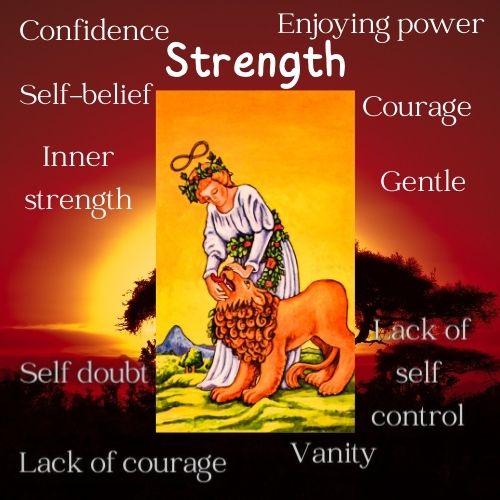 Confidence
Enjoying power
Strength
Self-belief
Courage
Inner
strength
Gentle
Lack of
self
control
Self doubt
Vanity
Lack of courage